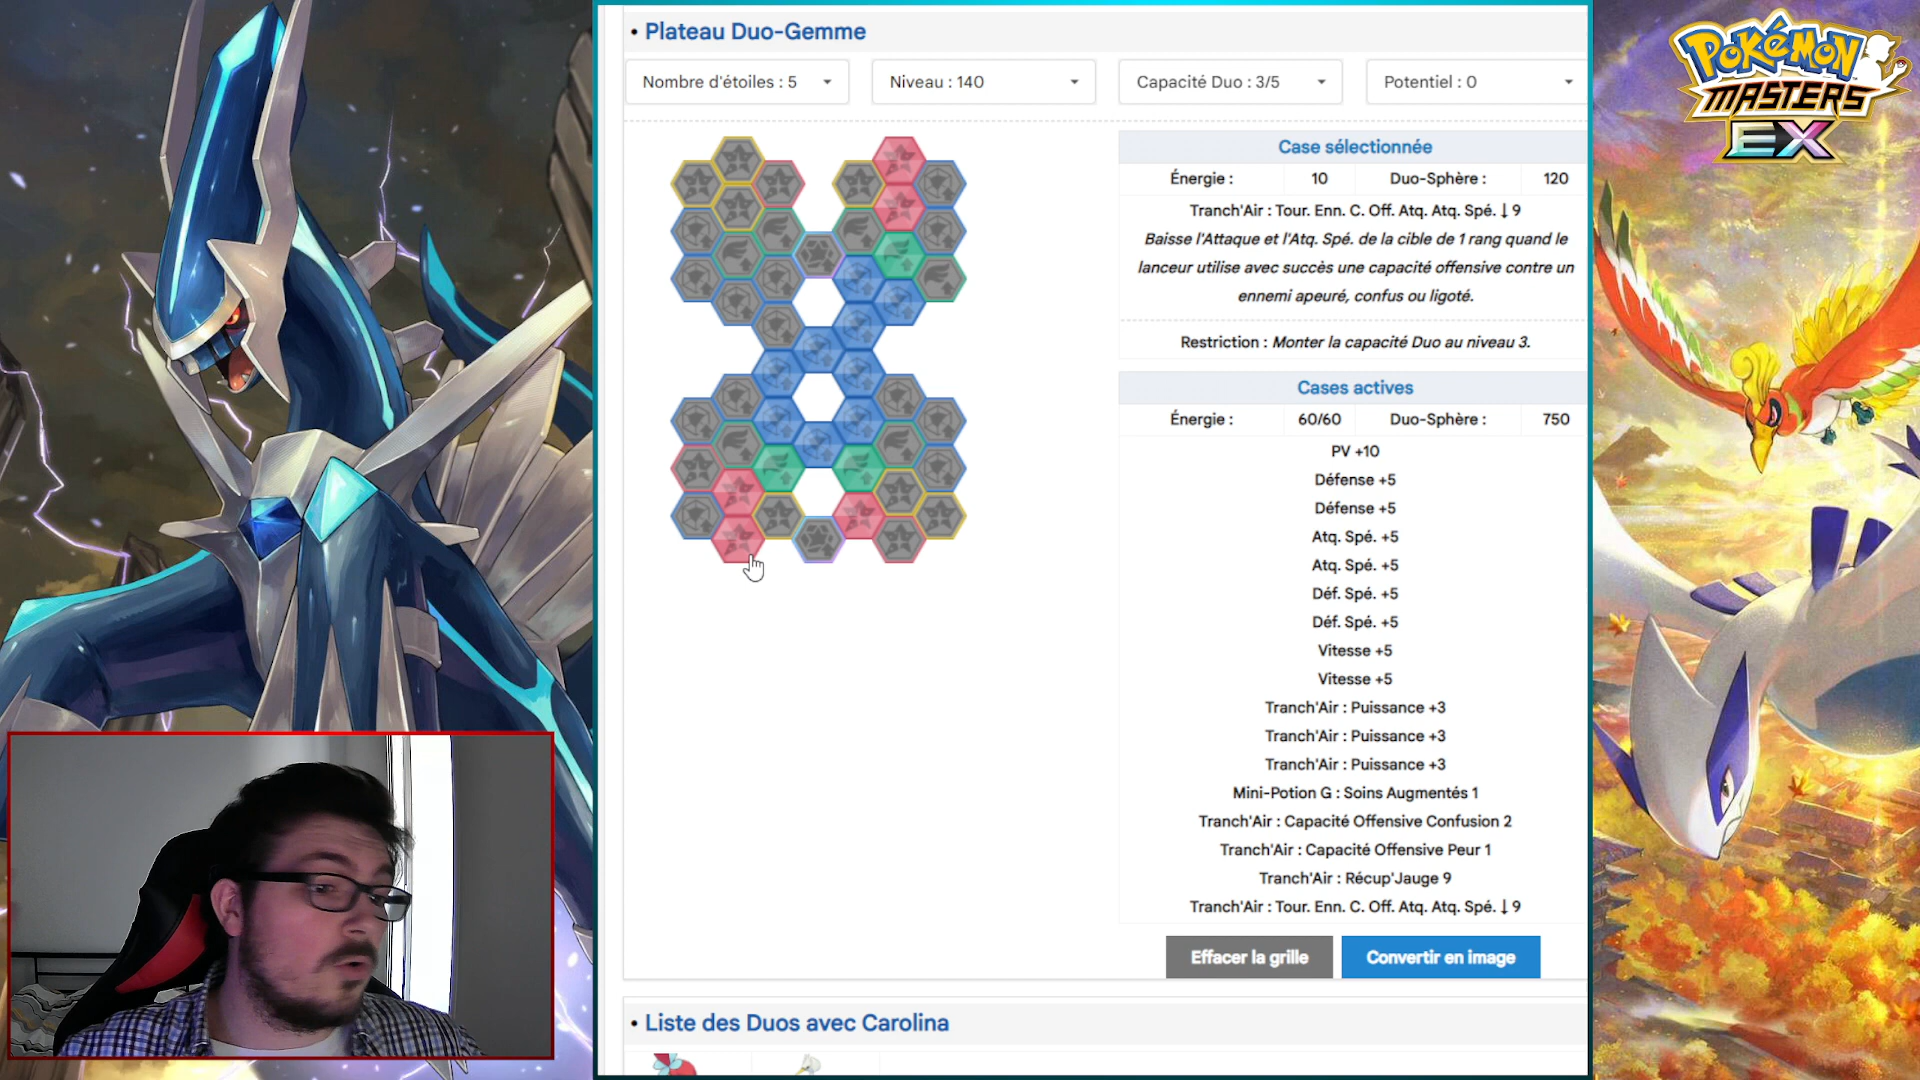 • Plateau Duo-Gemme
Nombre d'étoiles : 5
Niveau : 140
Capacité Duo : 3/5
Potentiel : 0
Case sélectionnée
Énergie : 10 Duo-Sphère : 120
Tranch'Air : Tour. Enn. C. Off. Atq. Atq. Spé. ↓ 9
Baisse l'Attaque et l'Atq. Spé. de la cible de 1 rang quand le
lanceur utilise avec succès une capacité offensive contre un
ennemi apeuré, confus ou ligoté.
Restriction : Monter la capacité Duo au niveau 3.
Cases actives
Énergie : 60/60 Duo-Sphère : 750
PV +10
Défense +5
Défense +5
Atq. Spé. +5
Atq. Spé. +5
Déf. Spé. +5
Déf. Spé. +5
Vitesse +5
Vitesse +5
Tranch'Air : Puissance +3
Tranch'Air : Puissance +3
Tranch'Air : Puissance +3
Mini-Potion G : Soins Augmentés 1
Tranch'Air : Capacité Offensive Confusion 2
Tranch'Air : Capacité Offensive Peur 1
Tranch'Air : Récup'Jauge 9
Tranch'Air : Tour. Enn. C. Off. Atq. Atq. Spé. ↓ 9
Effacer la grille
Convertir en image
• Liste des Duos avec Carolina
POKéMON
MASTERS
EX